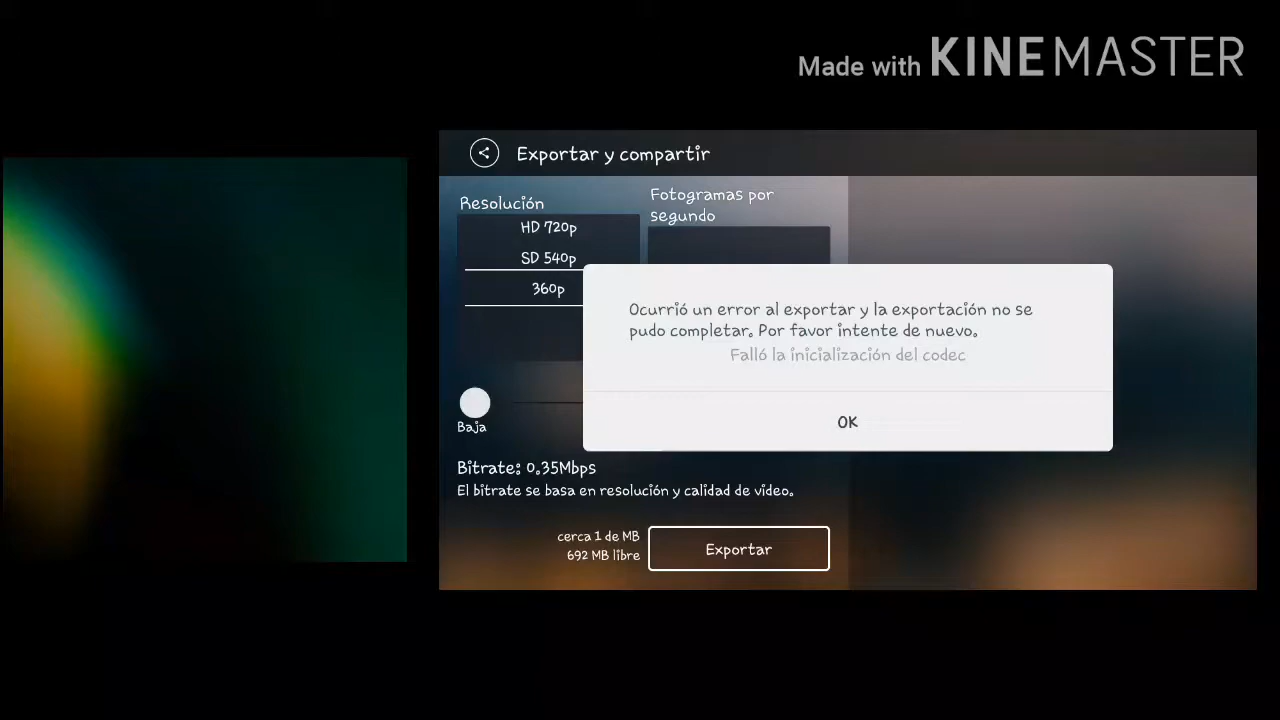 Made with KINEMASTER
Exportar y compartir
Resolución
Fotogramas por
segundo
HD 720p
SD 540p
360p
Ocurrió un error al exportar y la exportación no se
pudo completar. Por favor intente de nuevo.
Falló la inicialización del codec
OK
Baja
Bitrate: 0.35Mbps
El bitrate se basa en resolución y calidad de video.
cerca 1 de MB
692 MB libre
Exportar